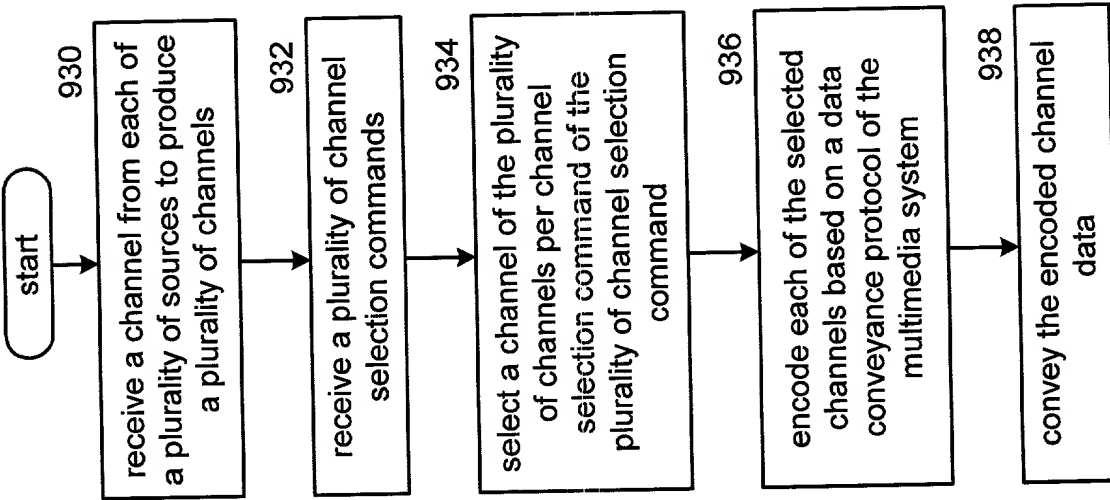 start
930
receive a channel from each of
a plurality of sources to produce
a plurality of channels
932
receive a plurality of channel
selection commands
934
select a channel of the plurality
of channels per channel
selection command of the
plurality of channel selection
command
936
encode each of the selected
channels based on a data
conveyance protocol of the
multimedia system
938
convey the encoded channel
data